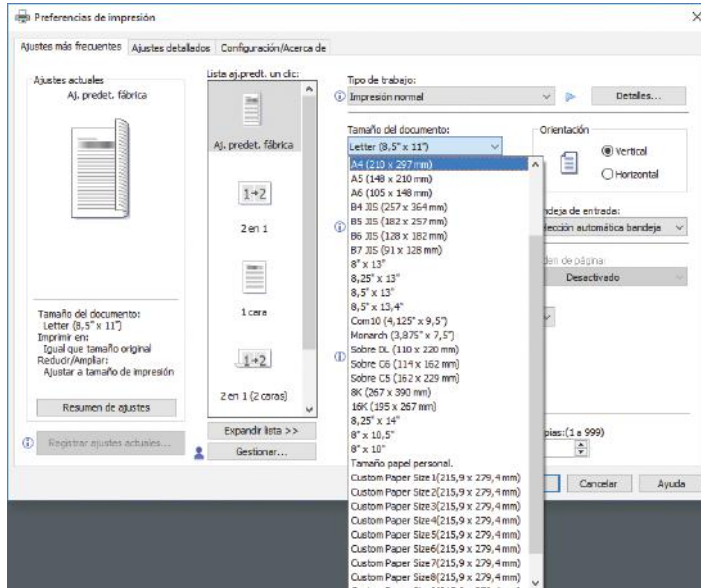 Preferencias de impresión
Ajustes más frecuentes
Ajustes detallados
Configuración/Acerca de
Ajustes actuales
Aj. predet. fábrica
Tamaño del documento:
Letter (8,5" x 11")
Imprimir en:
Igual que tamaño original
Reducir/Ampliar:
Ajustar a tamaño de impresión
Resumen de ajustes
Registrar ajustes actuales...
Lista aj.predt. un clic:
Aj. predet. fábrica
1→2
2 en 1
1 cara
1→2
2 en 1 (2 caras)
Expandir lista >>
Gestionar...
Tipo de trabajo:
Impresión normal
Detalles...
Tamaño del documento:
Letter (8,5" x 11")
A4 (210 x 297 mm)
A5 (148 x 210 mm)
A6 (105 x 148 mm)
B4 JIS (257 x 364 mm)
B5 JIS (182 x 257 mm)
B6 JIS (128 x 182 mm)
B7 JIS (91 x 128 mm)
8" x 13"
8,25" x 13"
8,5" x 13"
8,5" x 13,4"
Com10 (4,125" x 9,5")
Monarch (3,875" x 7,5")
Sobre DL (110 x 220 mm)
Sobre C6 (114 x 162 mm)
Sobre C5 (162 x 229 mm)
8K (267 x 390 mm)
16K (195 x 267 mm)
8,25" x 14"
8" x 10,5"
8" x 10"
Tamaño papel personal.
Custom Paper Size1(215,9 x 279,4 mm)
Custom Paper Size2(215,9 x 279,4 mm)
Custom Paper Size3(215,9 x 279,4 mm)
Custom Paper Size4(215,9 x 279,4 mm)
Custom Paper Size5(215,9 x 279,4 mm)
Custom Paper Size6(215,9 x 279,4 mm)
Custom Paper Size7(215,9 x 279,4 mm)
Custom Paper Size8(215,9 x 279,4 mm)
Orientación
Vertical
Horizontal
ndeja de entrada:
lección automática bandeja
den de página:
Desactivado
pias:(1 a 999)
Cancelar
Ayuda